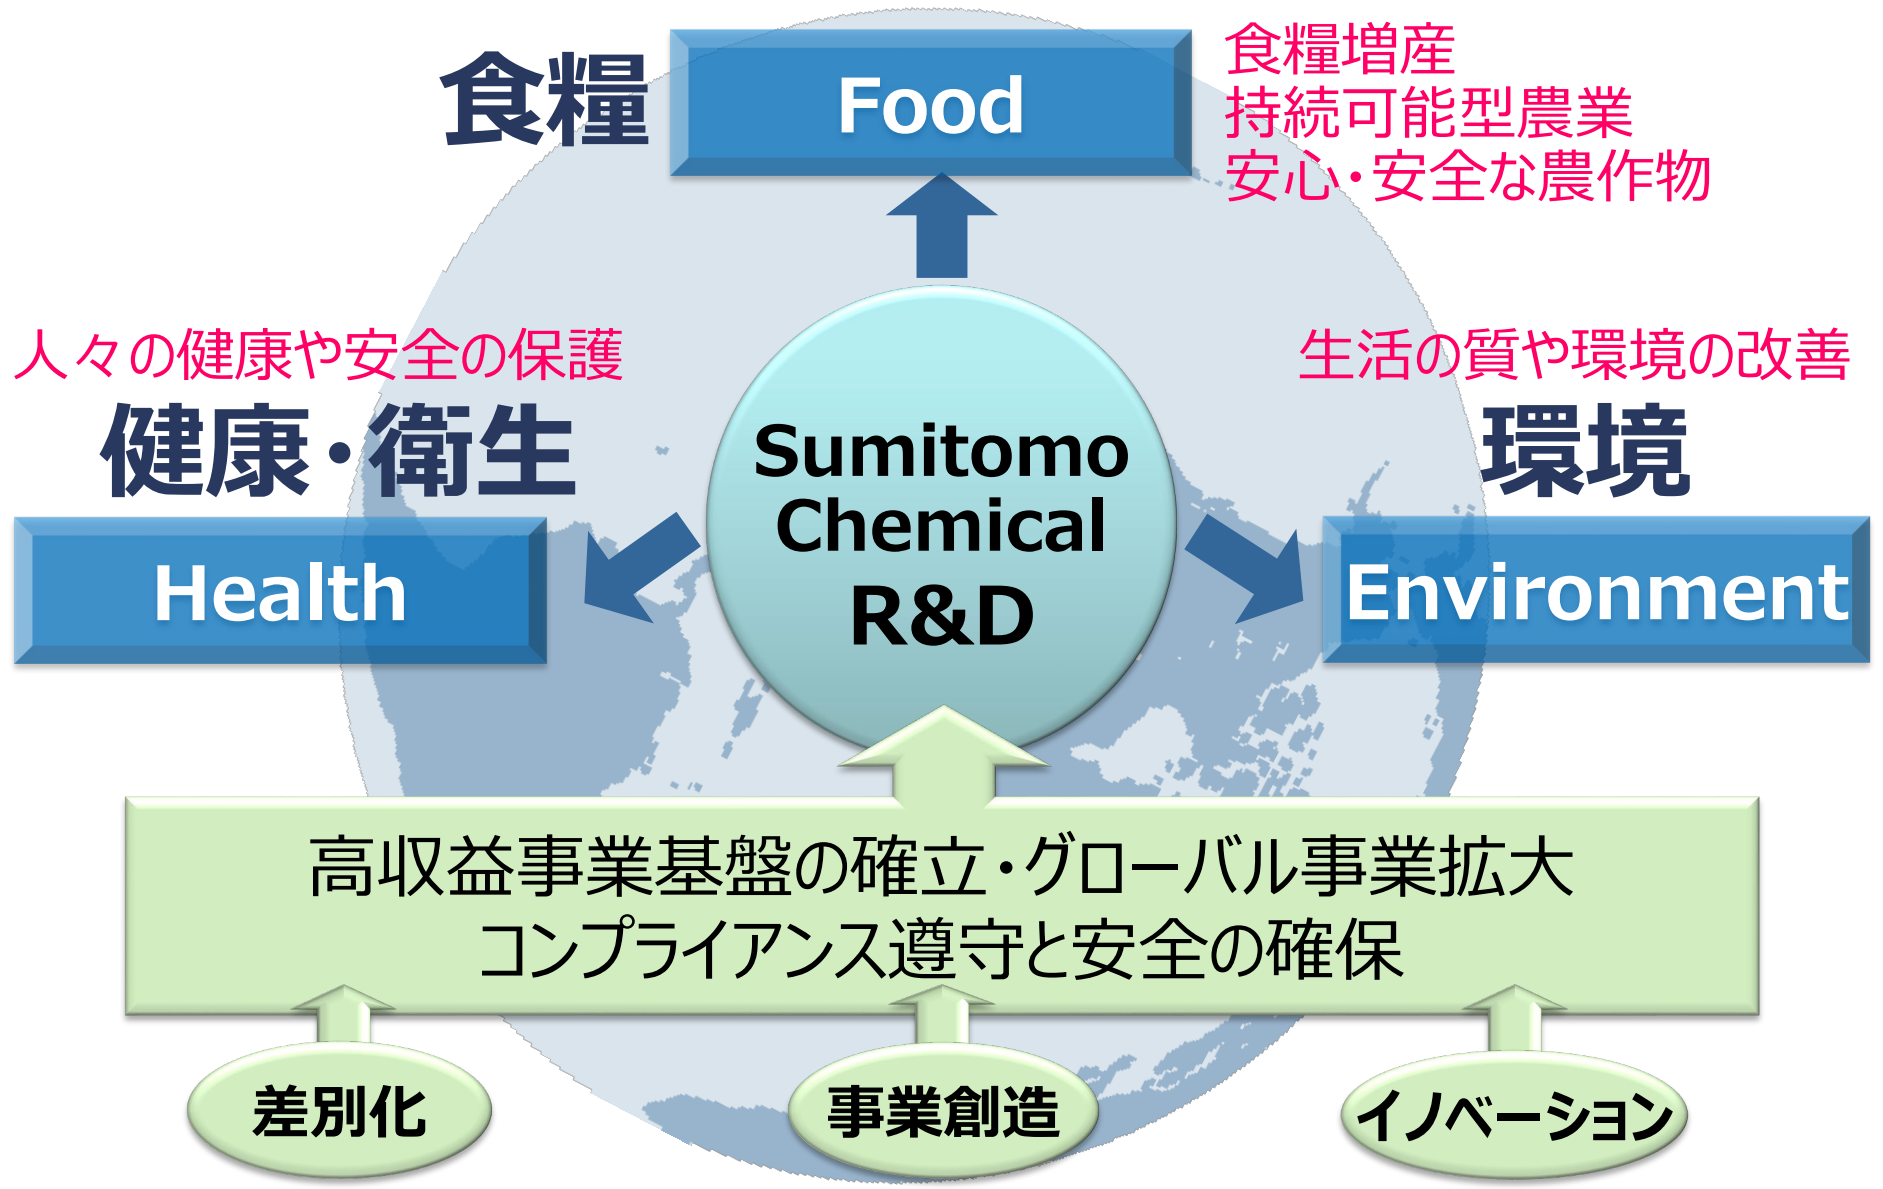 食糧
Food
食糧増産
持続可能型農業
安心・安全な農作物
人々の健康や安全の保護
健康・衛生
Health
生活の質や環境の改善
環境
Environment
Sumitomo
Chemical
R&D
高収益事業基盤の確立・グローバル事業拡大
コンプライアンス遵守と安全の確保
差別化
事業創造
イノベーション